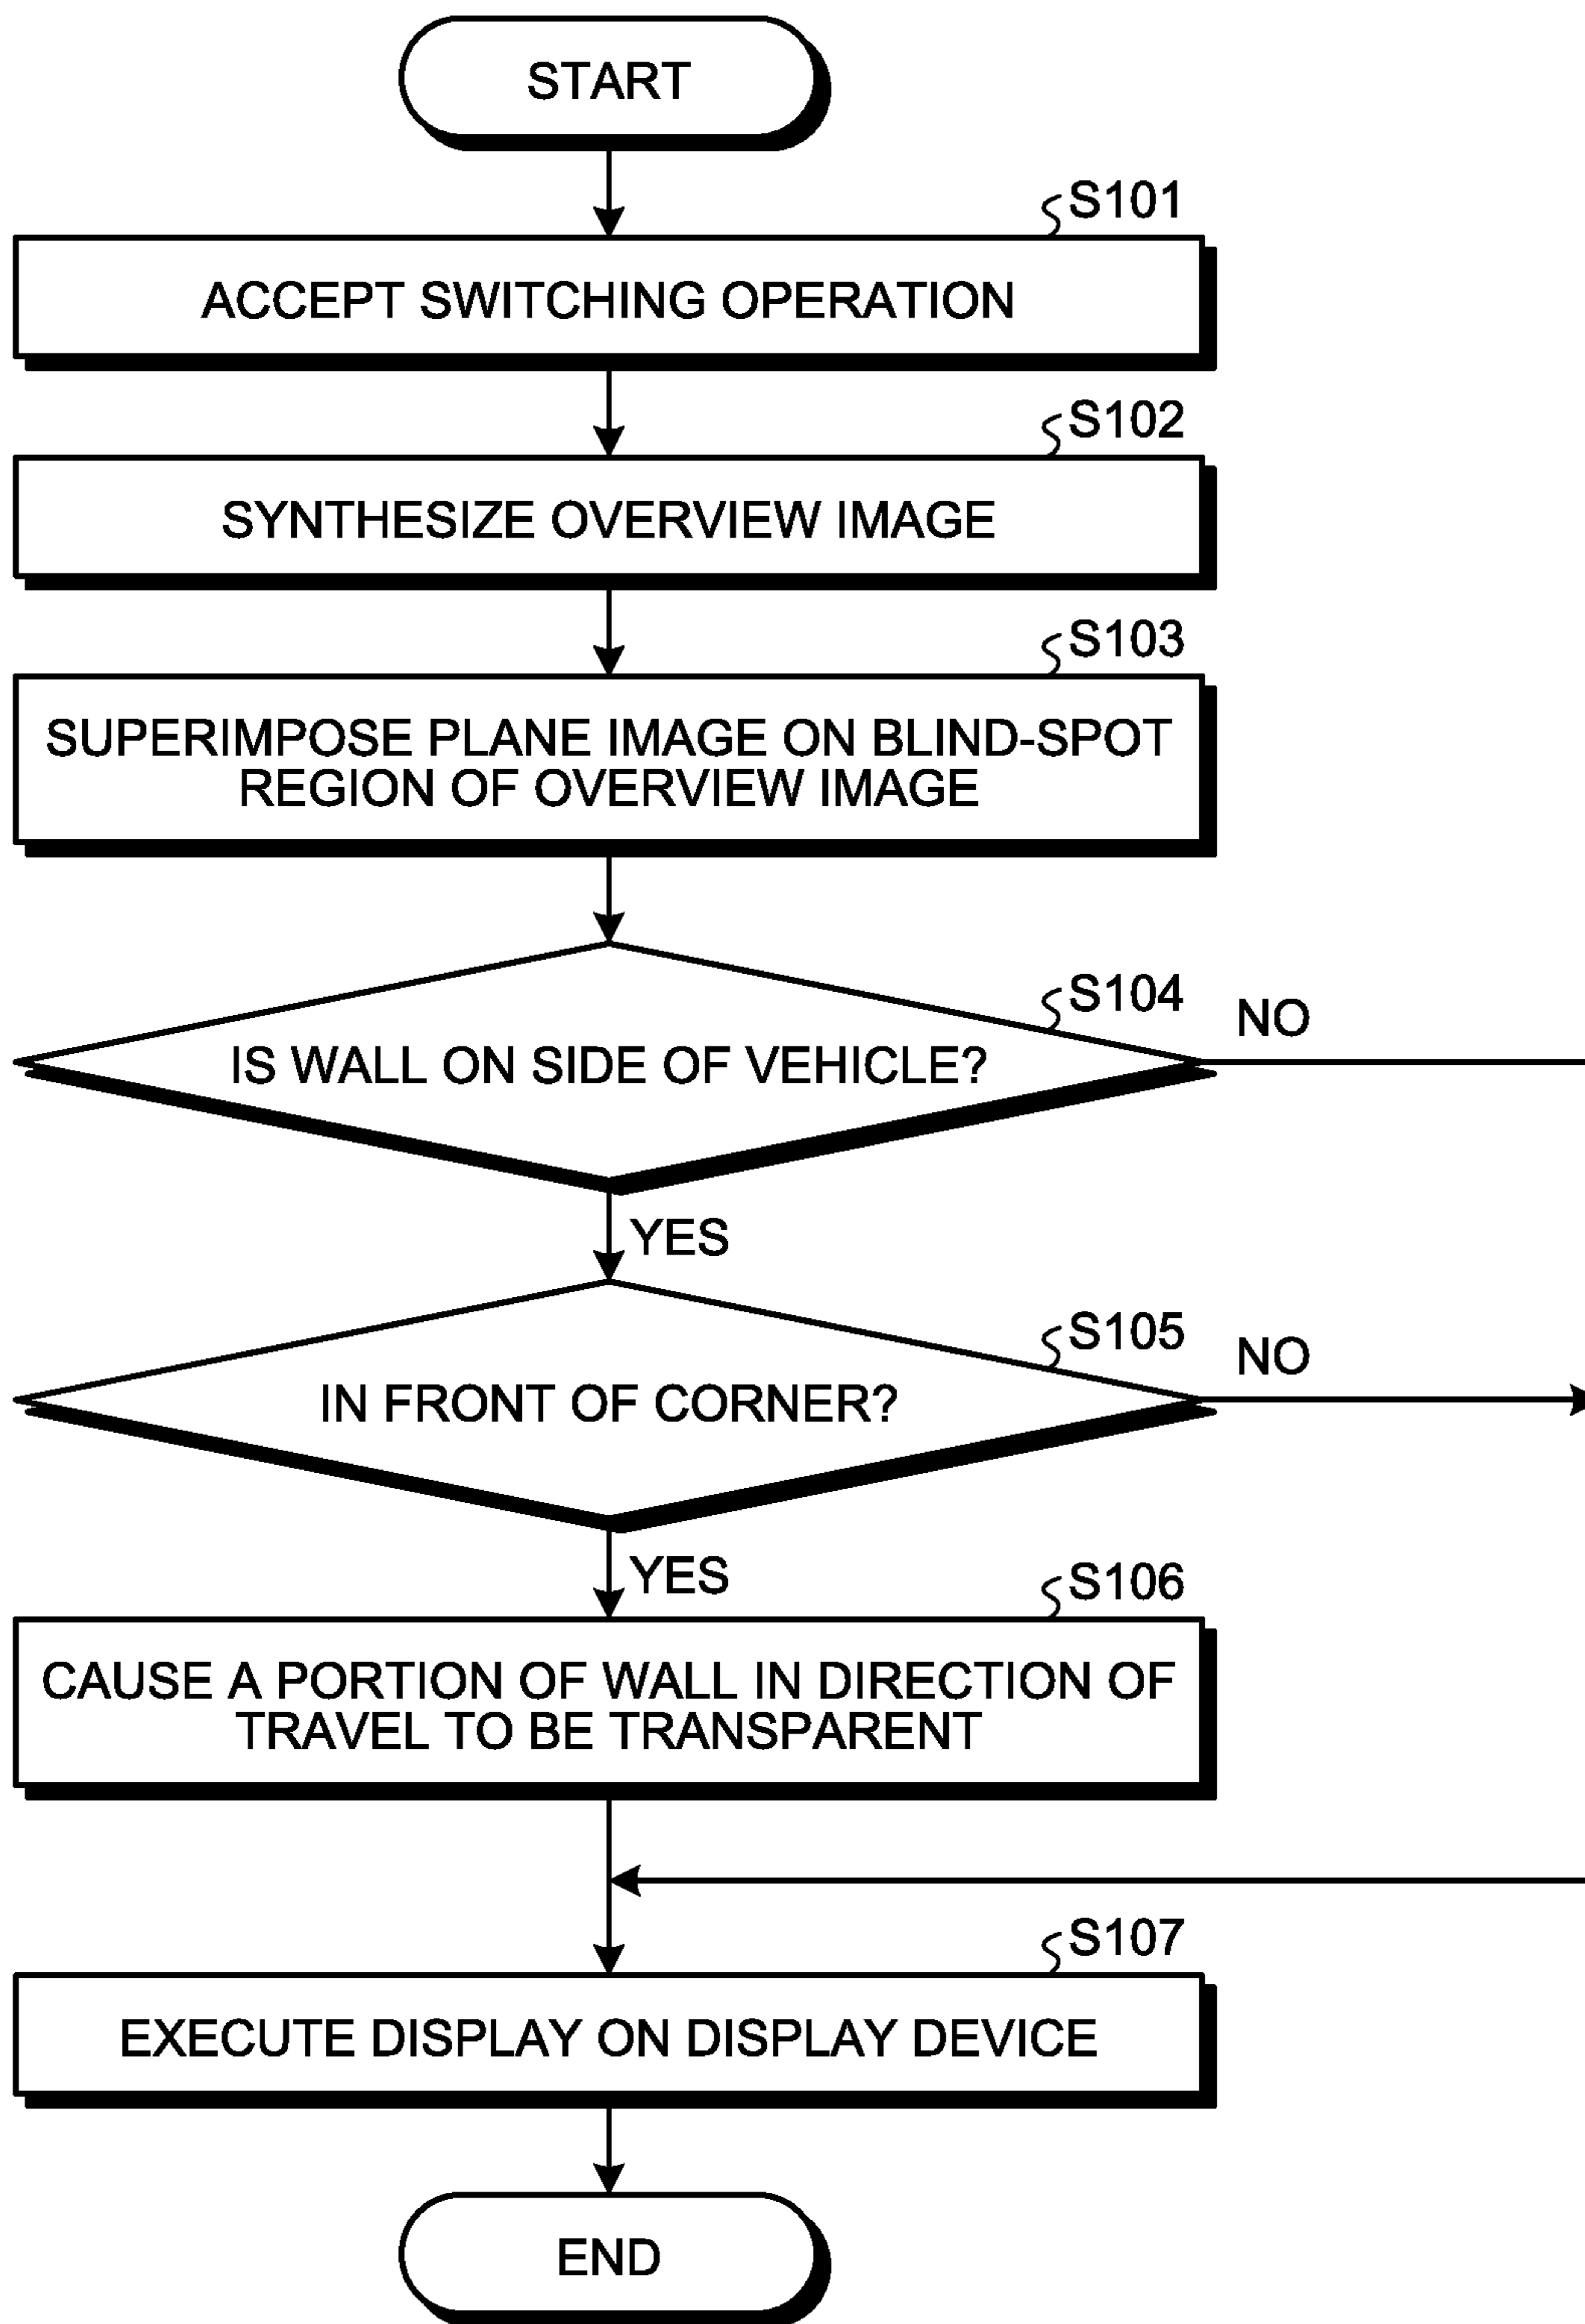 START
S101
ACCEPT SWITCHING OPERATION
S102
SYNTHESIZE OVERVIEW IMAGE
S103
SUPERIMPOSE PLANE IMAGE ON BLIND-SPOT
REGION OF OVERVIEW IMAGE
S104
NO
IS WALL ON SIDE OF VEHICLE?
YES
S105
NO
IN FRONT OF CORNER?
YES
S106
CAUSE A PORTION OF WALL IN DIRECTION OF
TRAVEL TO BE TRANSPARENT
S107
EXECUTE DISPLAY ON DISPLAY DEVICE
END